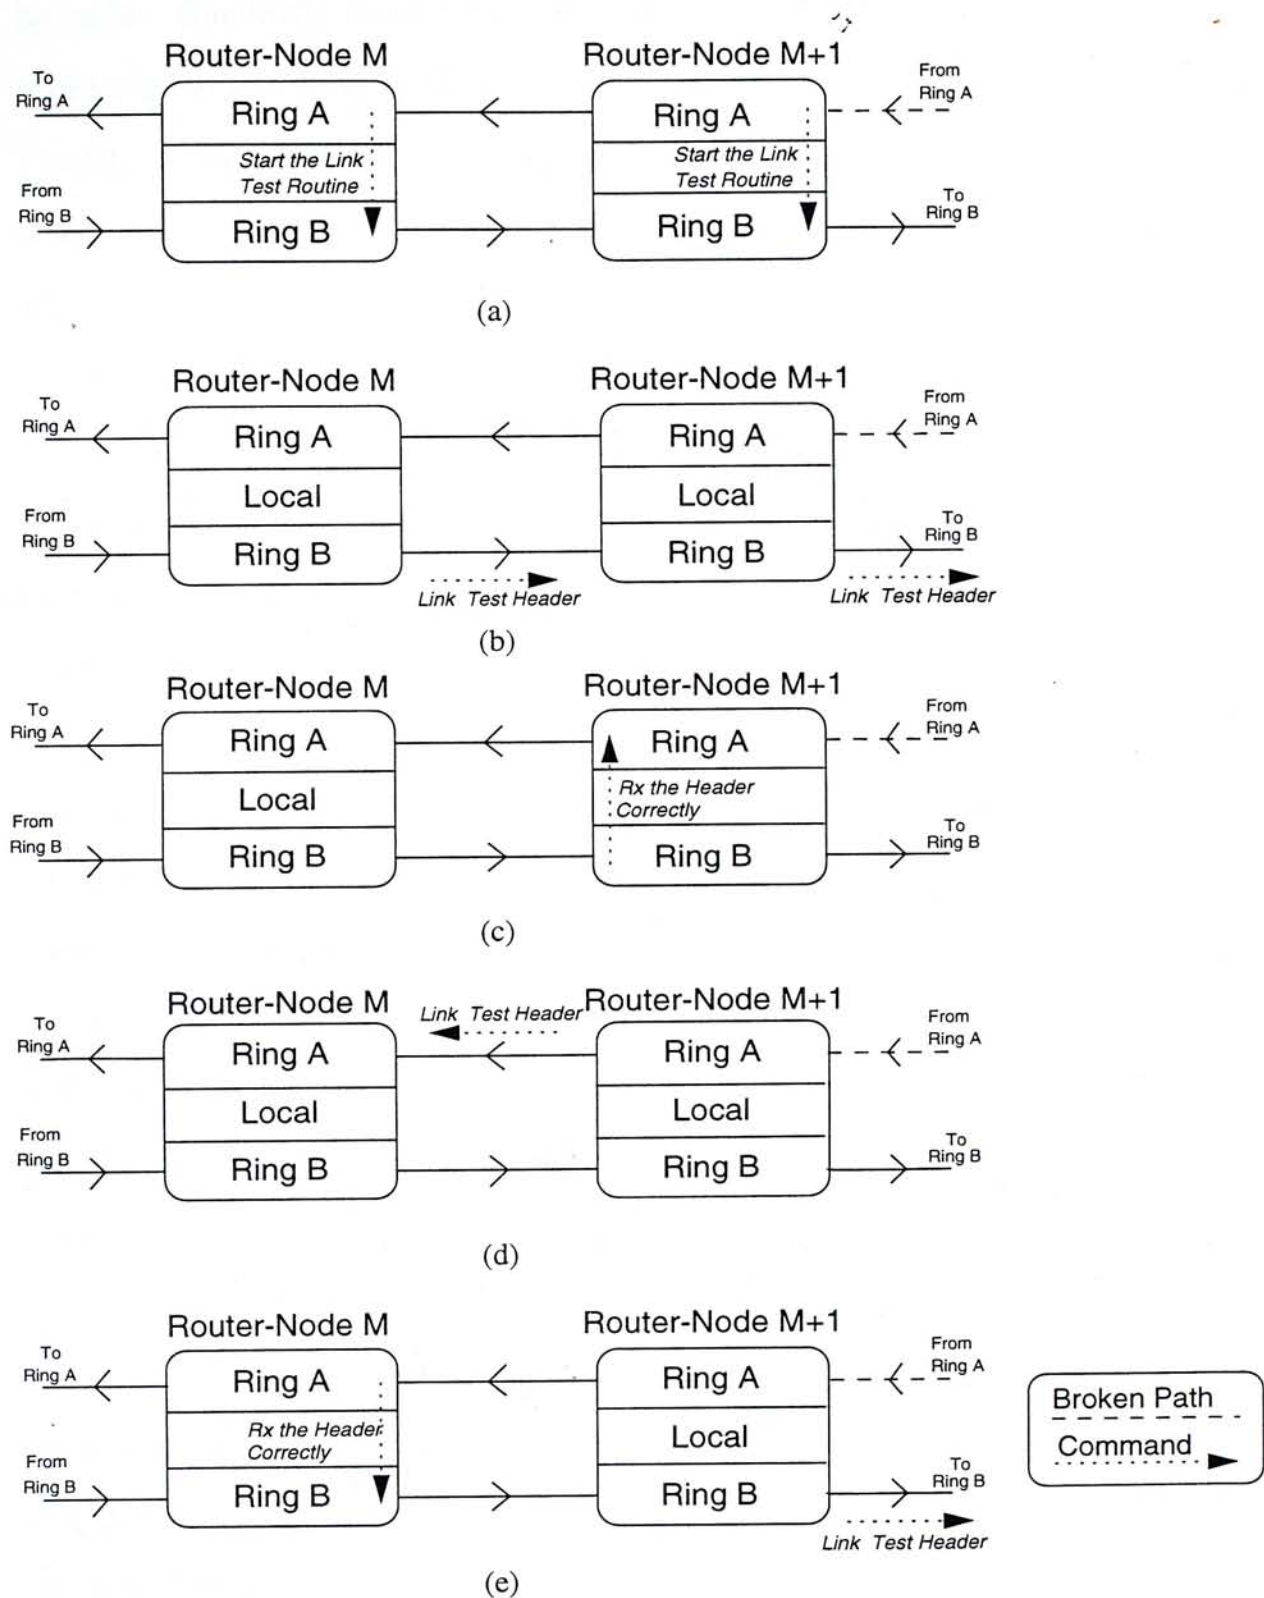 Router-Node M
Router-Node M+1
To
Ring A
From
Ring A
Ring A
Ring A
Start the Link
Test Routine
Start the Link
Test Routine
From
Ring B
To
Ring B
Ring B
Ring B
(a)
Router-Node M
Router-Node M+1
To
Ring A
From
Ring A
Ring A
Ring A
Local
Local
From
Ring B
To
Ring B
Ring B
Ring B
Link Test Header
Link Test Header
(b)
Router-Node M
Router-Node M+1
To
Ring A
From
Ring A
Ring A
Ring A
Local
Rx the Header
Correctly
From
Ring B
To
Ring B
Ring B
Ring B
(c)
Router-Node M
Link Test Header
Router-Node M+1
To
Ring A
From
Ring A
Ring A
Ring A
Local
Local
From
Ring B
To
Ring B
Ring B
Ring B
(d)
Router-Node M
Router-Node M+1
To
Ring A
From
Ring A
Ring A
Ring A
Rx the Header
Correctly
Local
From
Ring B
To
Ring B
Ring B
Ring B
Link Test Header
Broken Path
Command
(e)